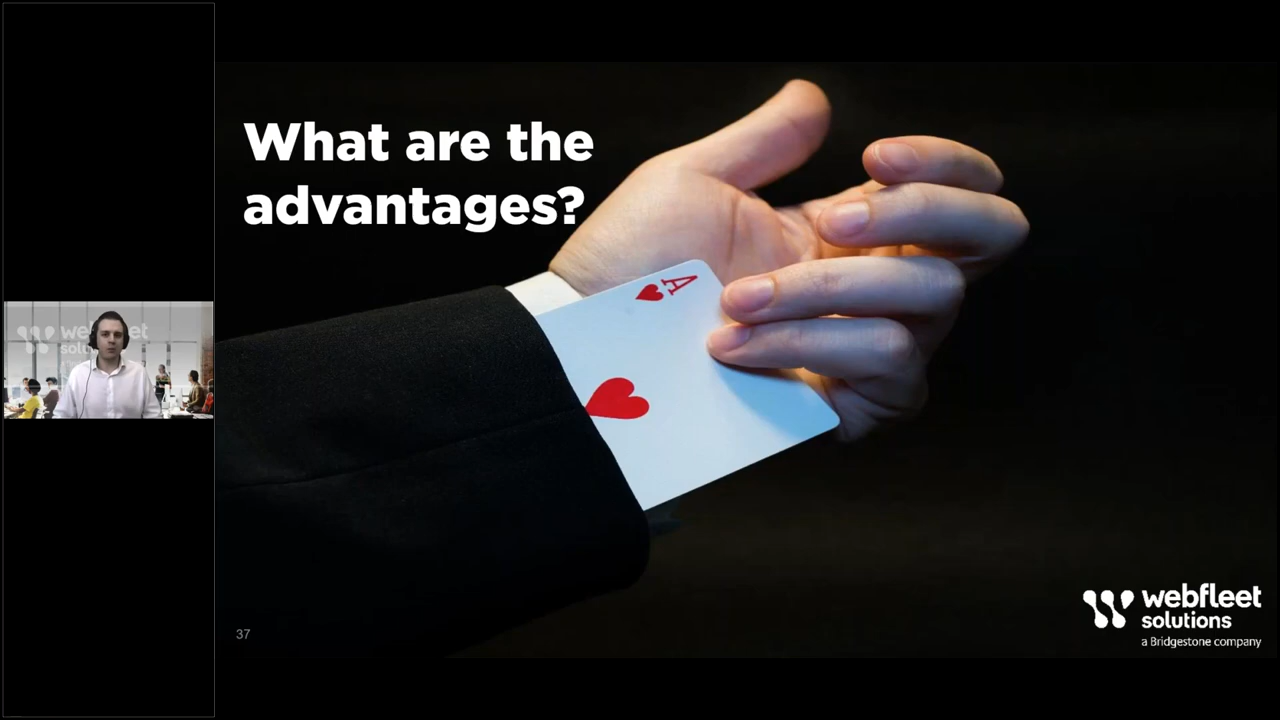 What are the
advantages?
A
webfleet
solutions
a Bridgestone company
37